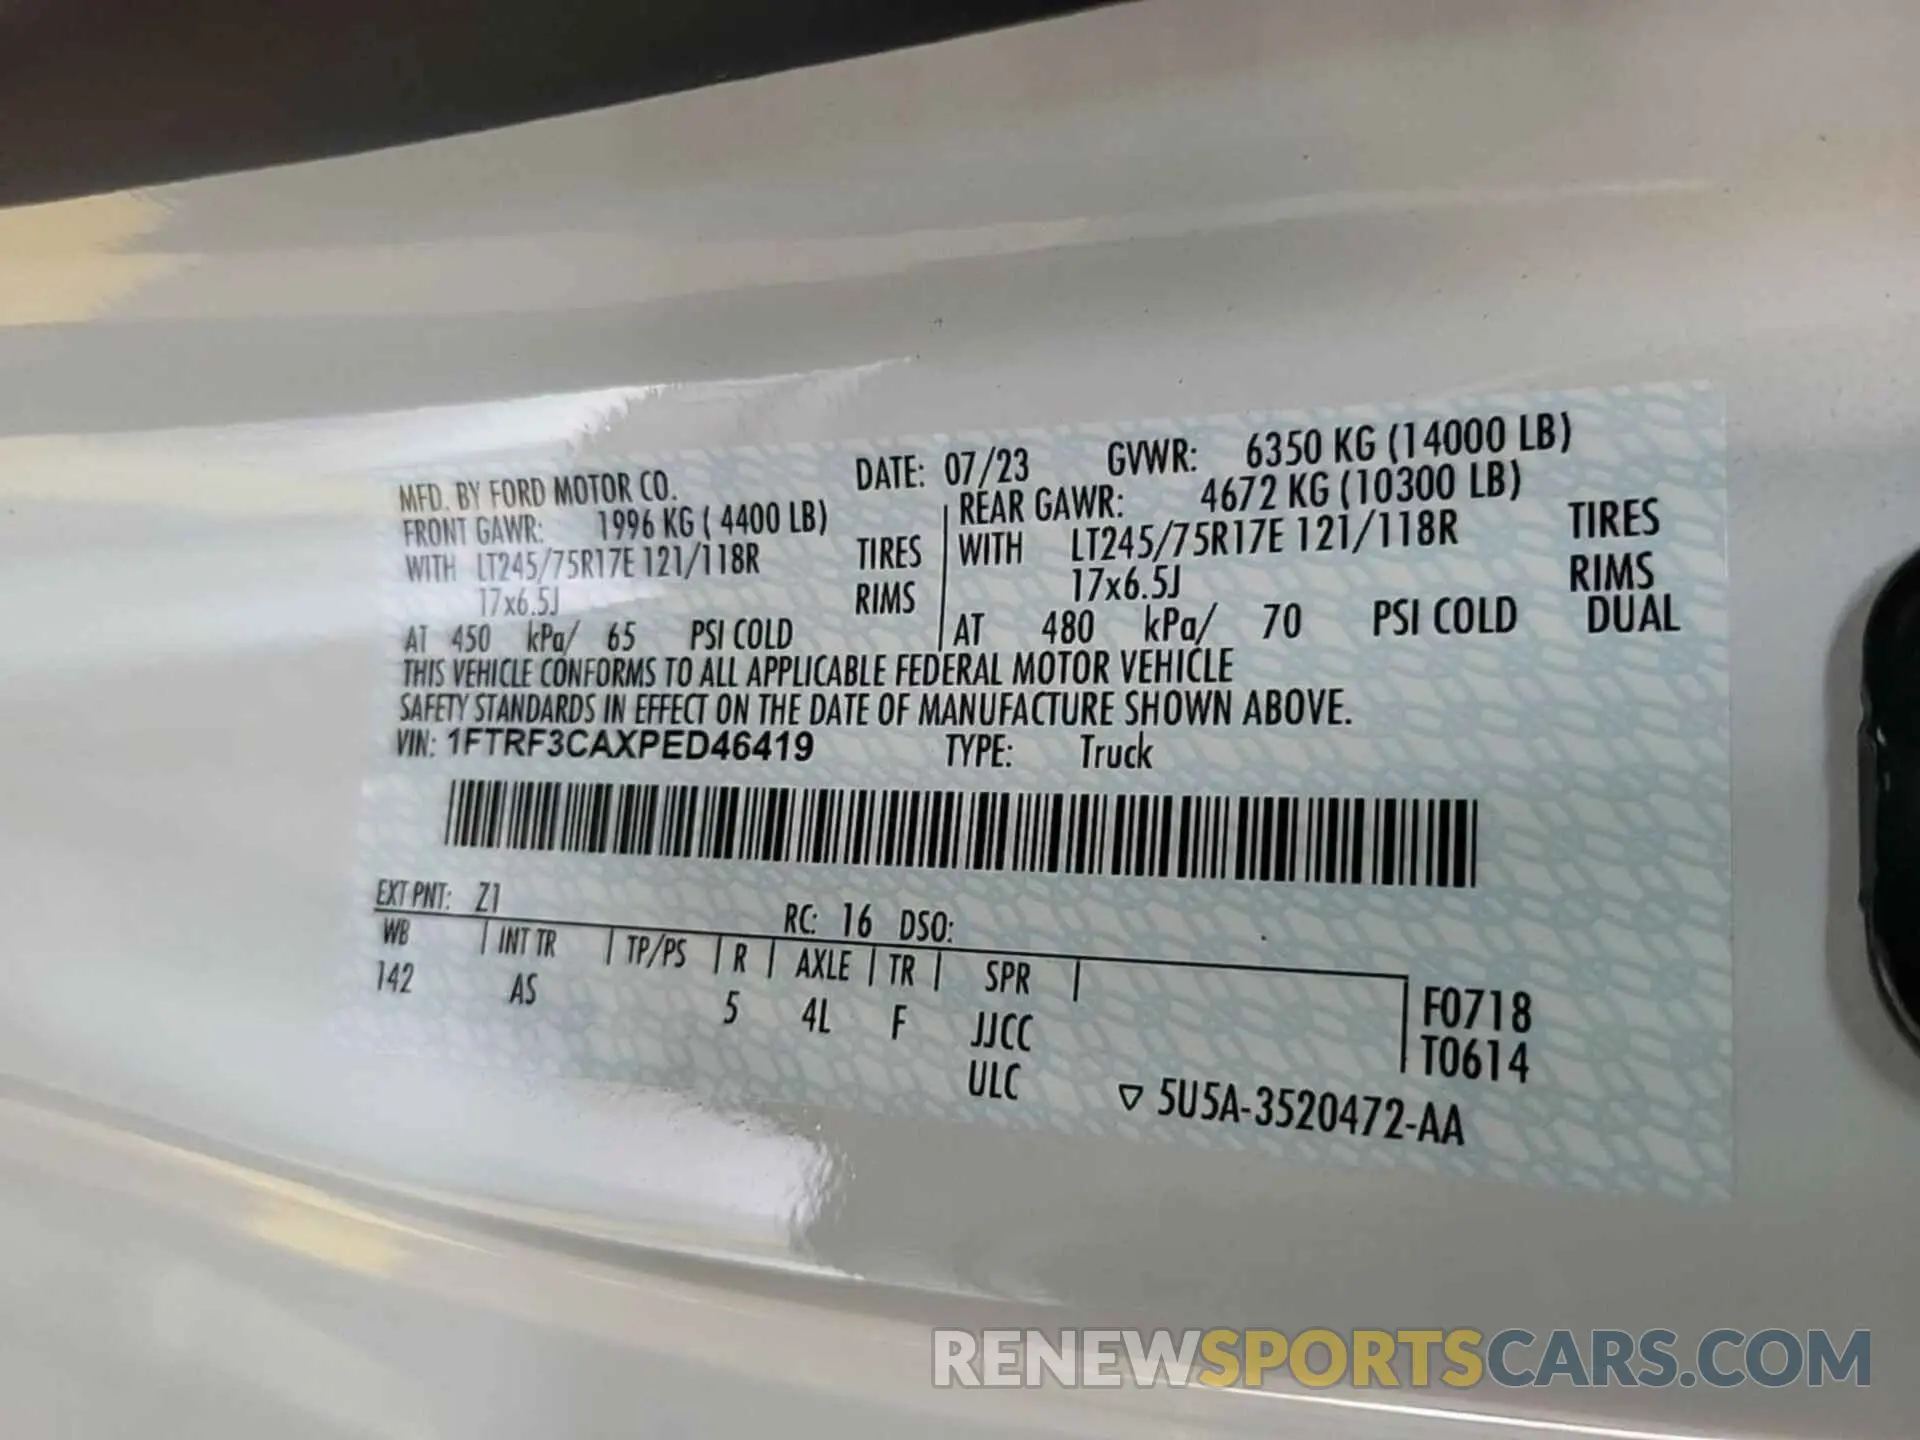 MFD. BY FORD MOTOR CO. DATE: 07/23 GVWR: 6350 KG (14000 LB)
FRONT GAWR: 1996 KG ( 4400 LB) REAR GAWR: 4672 KG (10300 LB)
WITH LT245/75R17E 121/118R TIRES WITH LT245/75R17E 121/118R TIRES
17x6.5J RIMS 17x6.5J RIMS
AT 450 kPa/ 65 PSI COLD AT 480 kPa/ 70 PSI COLD DUAL
THIS VEHICLE CONFORMS TO ALL APPLICABLE FEDERAL MOTOR VEHICLE
SAFETY STANDARDS IN EFFECT ON THE DATE OF MANUFACTURE SHOWN ABOVE.
VIN: 1FTRF3CAXPED46419 TYPE: Truck
EXT PNT: Z1 RC: 16 DSO:
WB INT TR TP/PS R AXLE TR SPR
142 AS 5 4L F JJCC
ULC
F0718
T0614
▽ 5U5A-3520472-AA
RENEWSPORTSCARS.COM